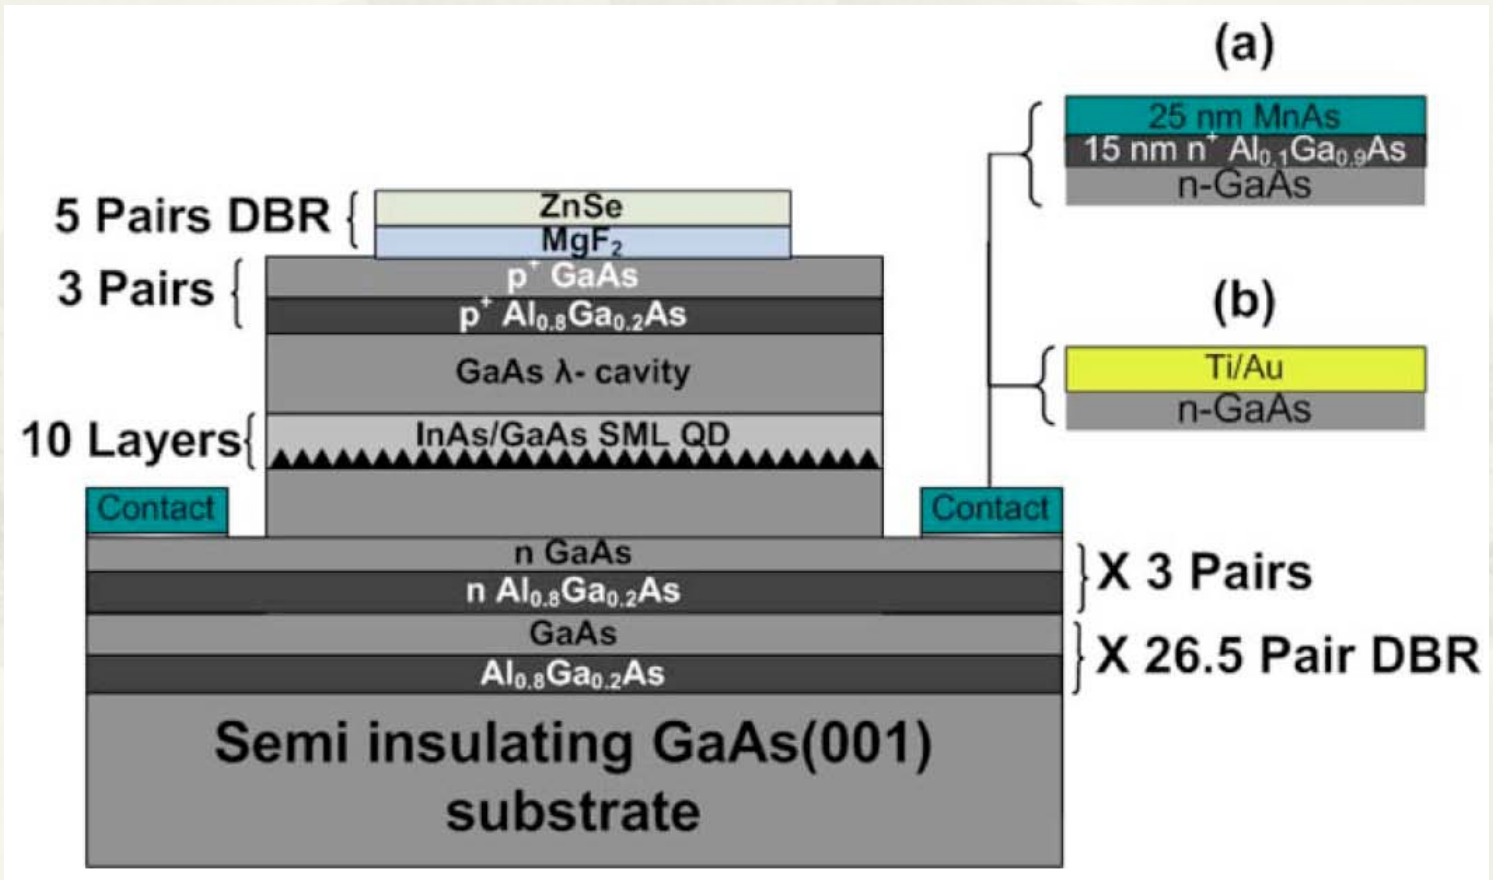 (a)
25 nm MnAs
15 nm n⁺ Al₀.₁Ga₀.₉As
n-GaAs
5 Pairs DBR
ZnSe
MgF₂
3 Pairs
p⁺ GaAs
p⁺ Al₀.₈Ga₀.₂As
(b)
Ti/Au
n-GaAs
GaAs λ- cavity
10 Layers
InAs/GaAs SML QD
Contact
Contact
n GaAs
n Al₀.₈Ga₀.₂As
X 3 Pairs
GaAs
Al₀.₈Ga₀.₂As
X 26.5 Pair DBR
Semi insulating GaAs(001)
substrate